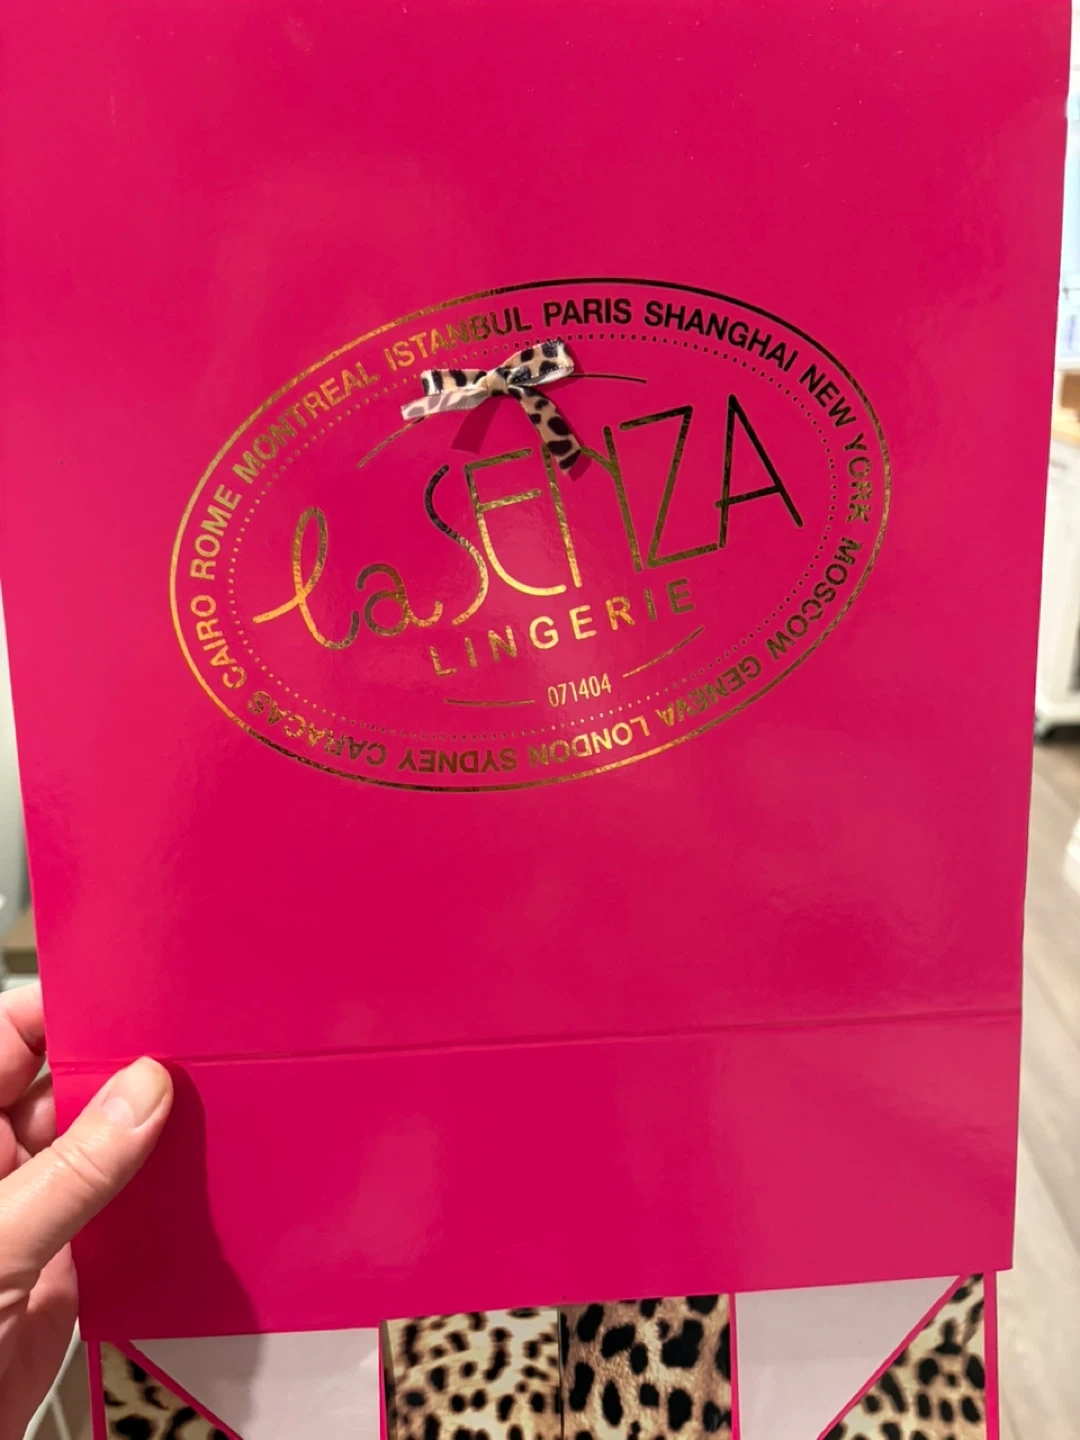 CAIRO ROME MONTREAL ISTANBUL PARIS SHANGHAI NEW YORK MOSCOW GENEVA LONDON SYDNEY CARACAS
la SENZA
LINGERIE
071404